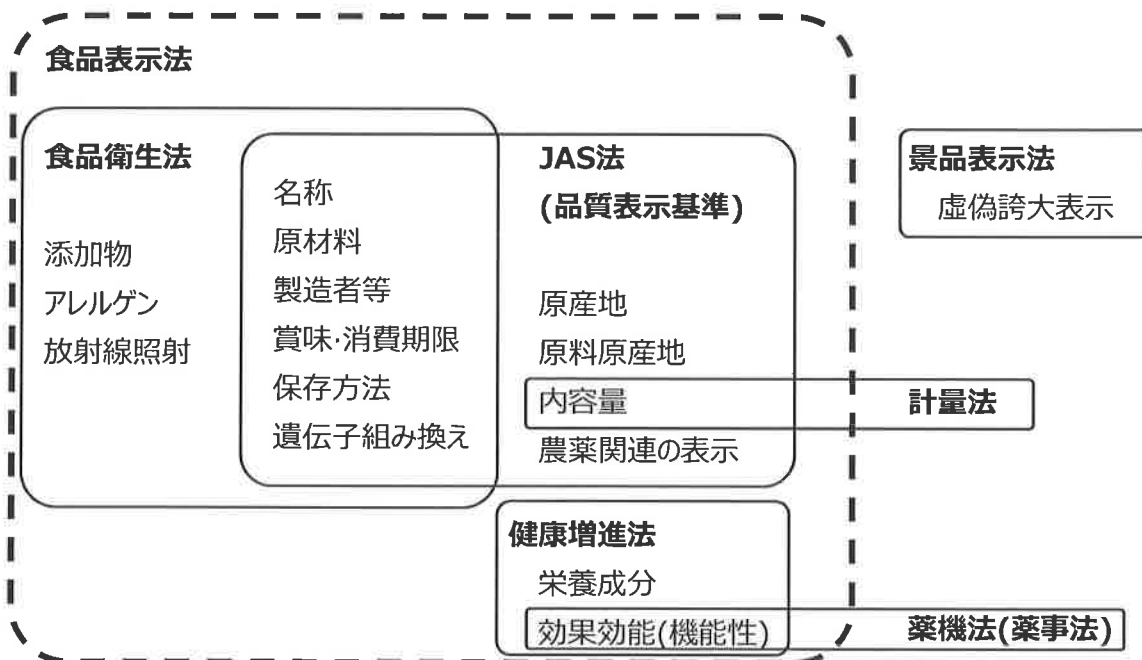 食品表示法
食品衛生法
添加物
アレルゲン
放射線照射
名称
原材料
製造者等
賞味·消費期限
保存方法
遺伝子組み換え
JAS法
(品質表示基準)
原産地
原料原産地
内容量
計量法
農薬関連の表示
景品表示法
虚偽誇大表示
健康増進法
栄養成分
効果効能(機能性)
薬機法(薬事法)